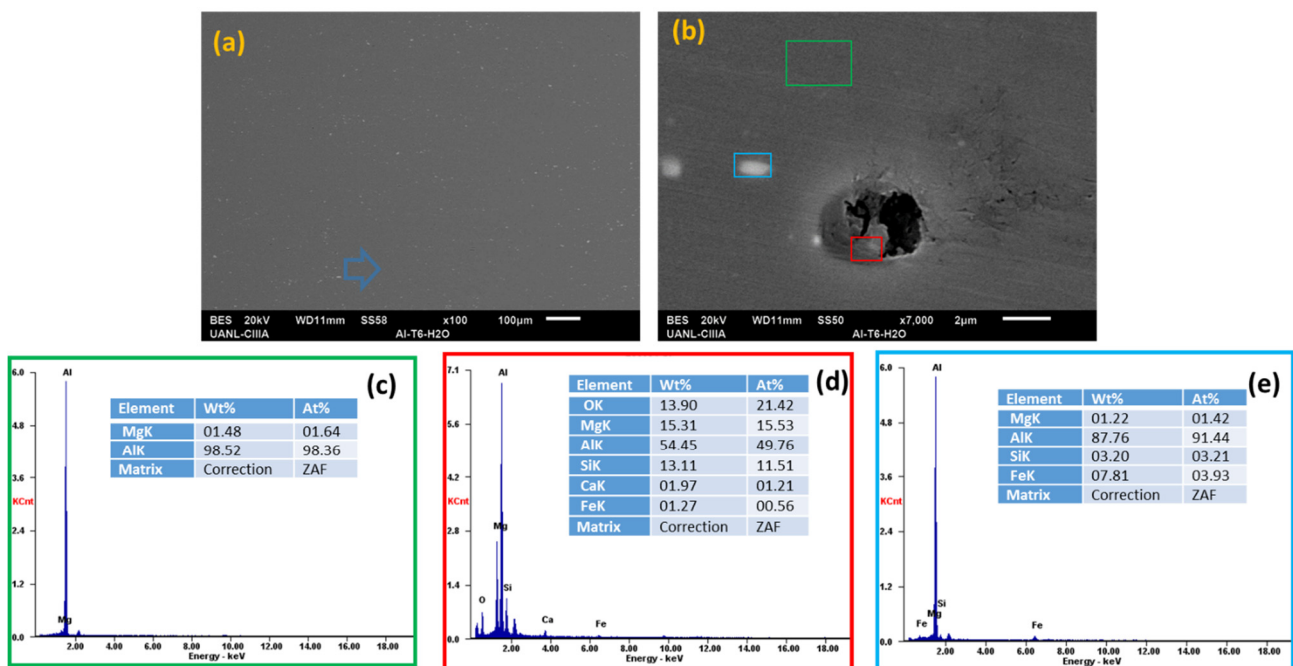 (a)
BES 20kV WD11mm SS58 x100 100µm
UANL-CIIIA Al-T6-H2O
(b)
BES 20kV WD11mm SS50 x7,000 2µm
UANL-CIIIA Al-T6-H2O
(c)
6.0
4.8
3.6
KCnt
2.4
1.2
Al
Mg
Element Wt% At%
MgK 01.48 01.64
AlK 98.52 98.36
Matrix Correction ZAF
2.00 4.00 6.00 8.00 10.00 12.00 14.00 16.00 18.00
Energy - keV
(d)
7.1
5.6
4.2
KCnt
2.8
1.4
Al
Mg
Si
O
Ca
Fe
Element Wt% At%
OK 13.90 21.42
MgK 15.31 15.53
AlK 54.45 49.76
SiK 13.11 11.51
CaK 01.97 01.21
FeK 01.27 00.56
Matrix Correction ZAF
2.00 4.00 6.00 8.00 10.00 12.00 14.00 16.00 18.00
Energy - keV
(e)
6.0
4.8
3.6
KCnt
2.4
1.2
Al
Si
Mg
Fe
Fe
Element Wt% At%
MgK 01.22 01.42
AlK 87.76 91.44
SiK 03.20 03.21
FeK 07.81 03.93
Matrix Correction ZAF
2.00 4.00 6.00 8.00 10.00 12.00 14.00 16.00 18.00
Energy - keV